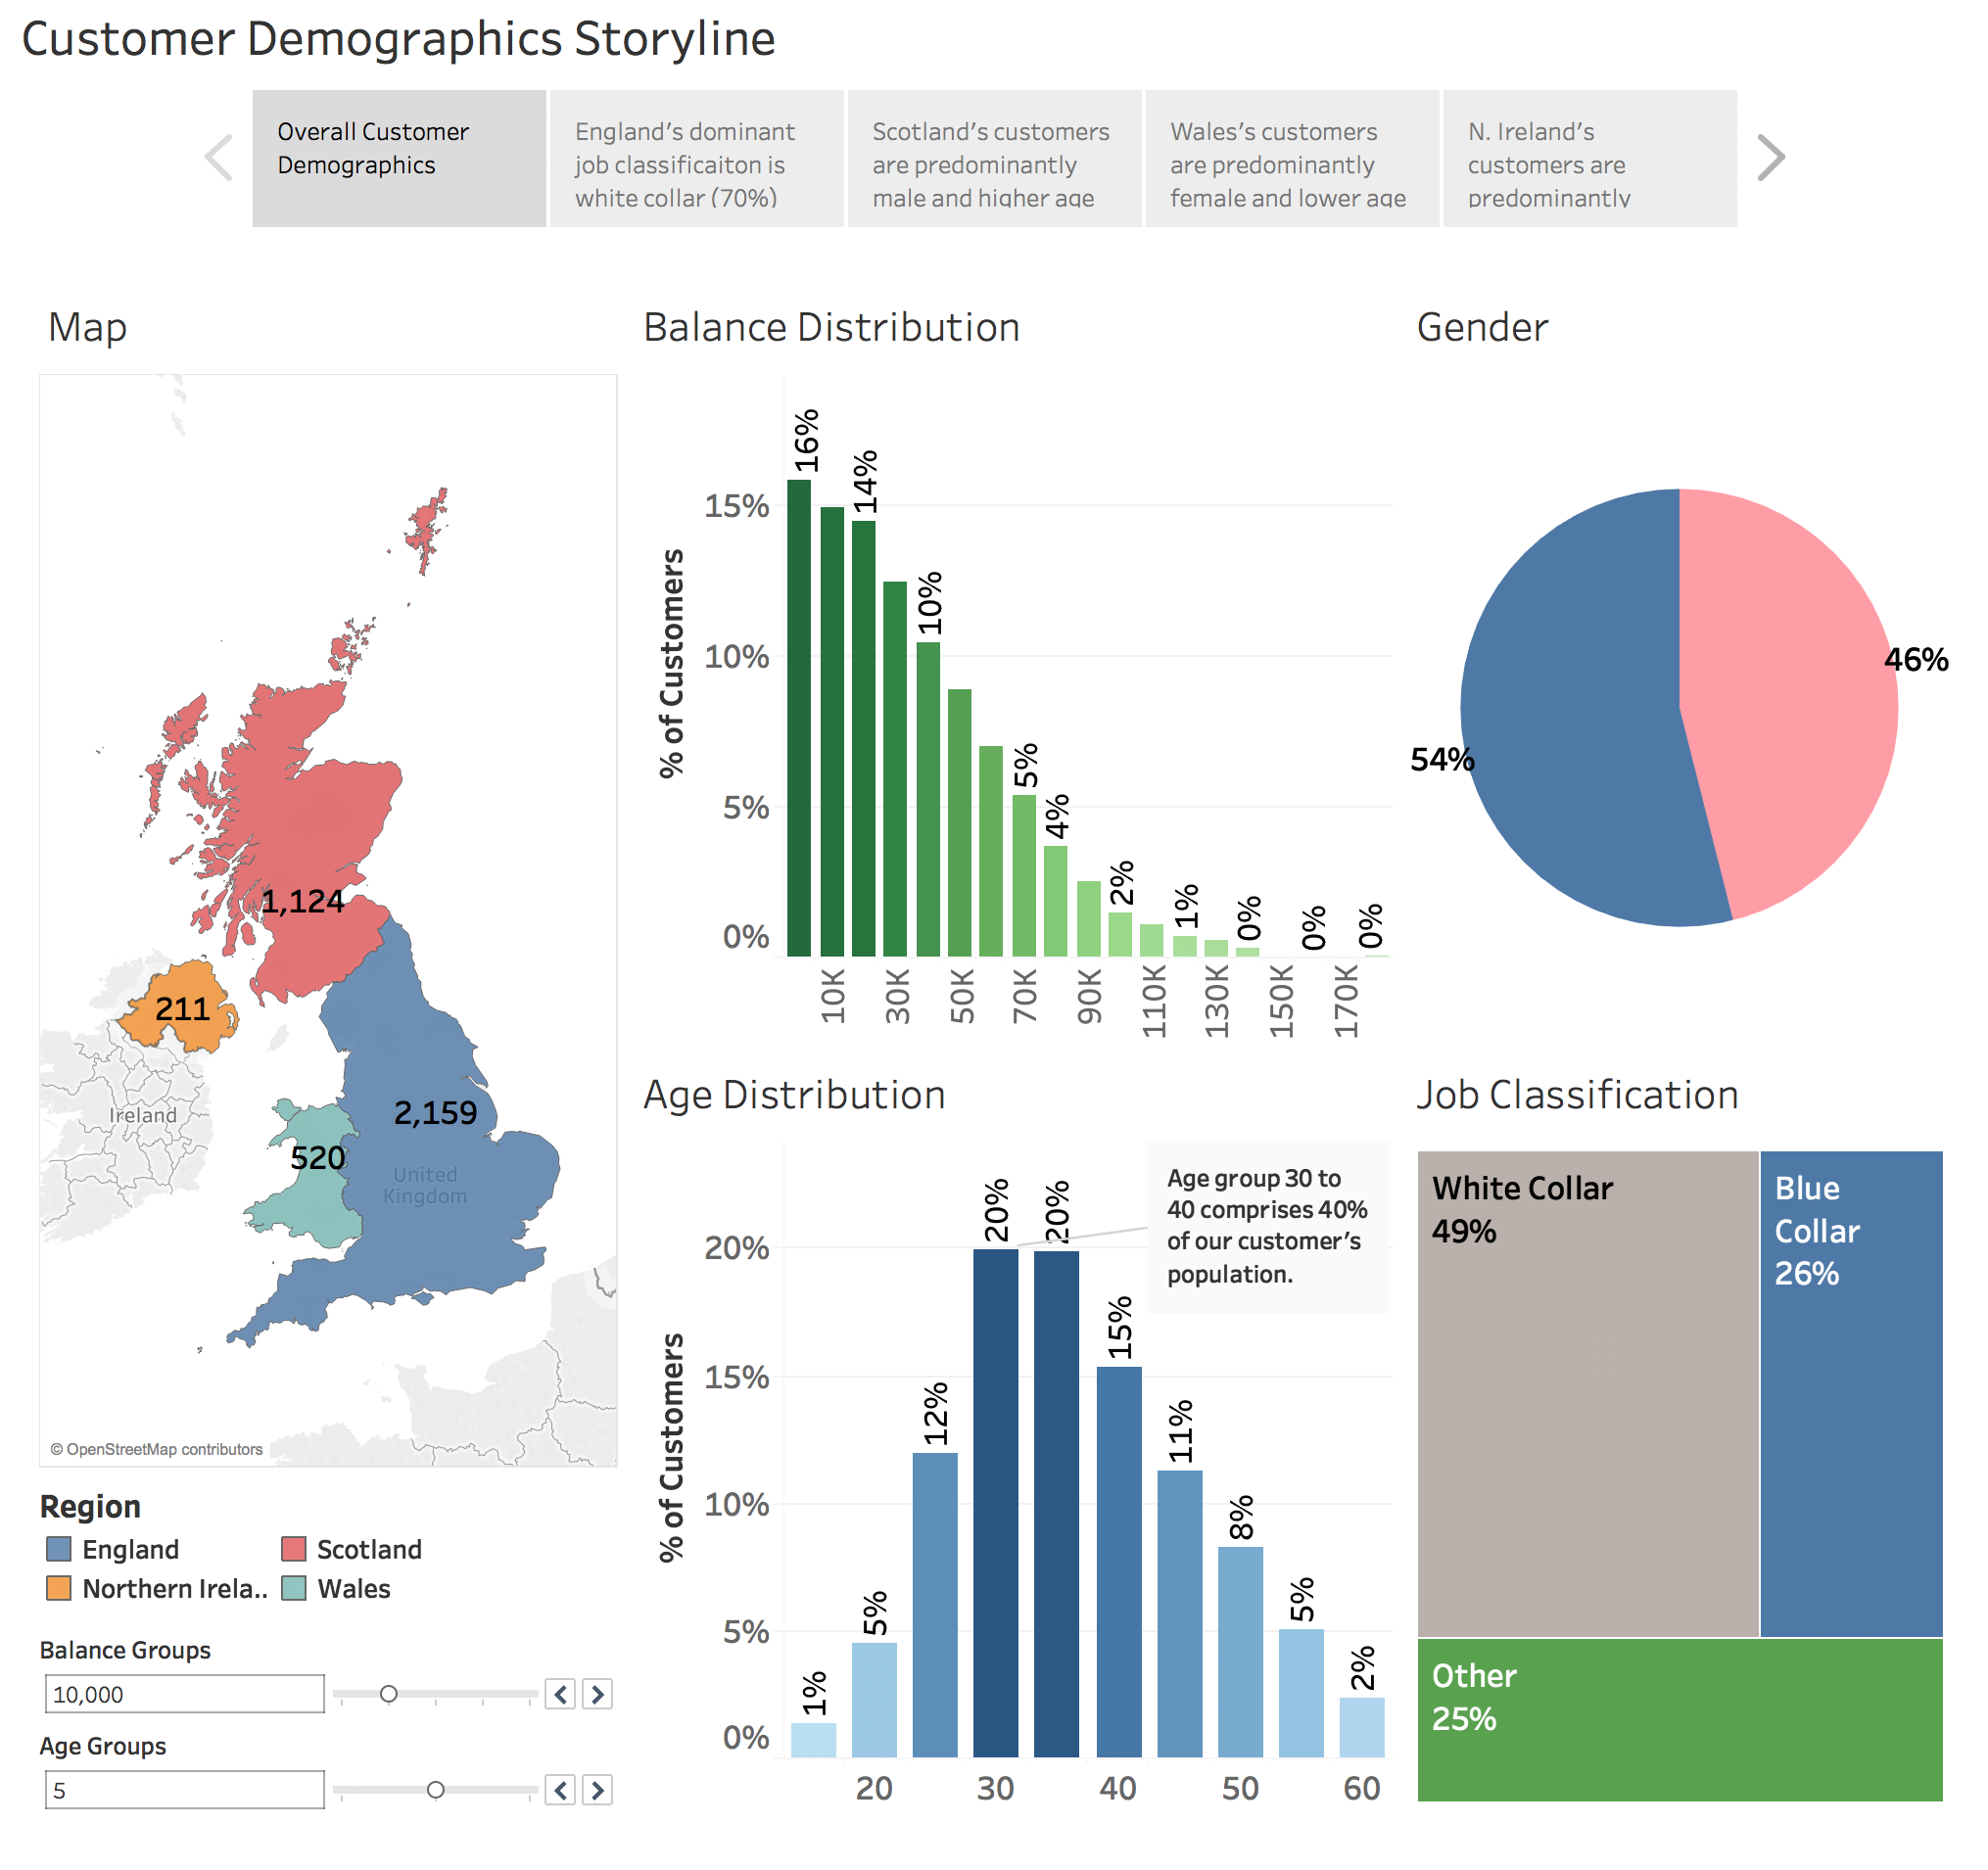 Customer Demographics Storyline
Overall Customer
Demographics
England's dominant
job classificaiton is
white collar (70%)
Scotland's customers
are predominantly
male and higher age
Wales's customers
are predominantly
female and lower age
N. Ireland's
customers are
predominantly
Map
1,124
211
2,159
520
Ireland
United
Kingdom
© OpenStreetMap contributors
Region
England
Scotland
Northern Irela..
Wales
Balance Groups
10,000
Age Groups
5
Balance Distribution
% of Customers
15%
10%
5%
0%
16%
14%
10%
5%
4%
2%
1%
0%
0%
0%
10K
30K
50K
70K
90K
110K
130K
150K
170K
Age Distribution
% of Customers
20%
15%
10%
5%
0%
1%
5%
12%
20%
20%
15%
11%
8%
5%
2%
Age group 30 to
40 comprises 40%
of our customer's
population.
20
30
40
50
60
Gender
46%
54%
Job Classification
White Collar
49%
Blue
Collar
26%
Other
25%